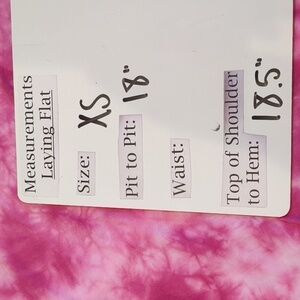 Measurements
Laying Flat
Size: XS
Pit to Pit: 18"
Waist:
Top of Shoulder
to Hem: 18.5"